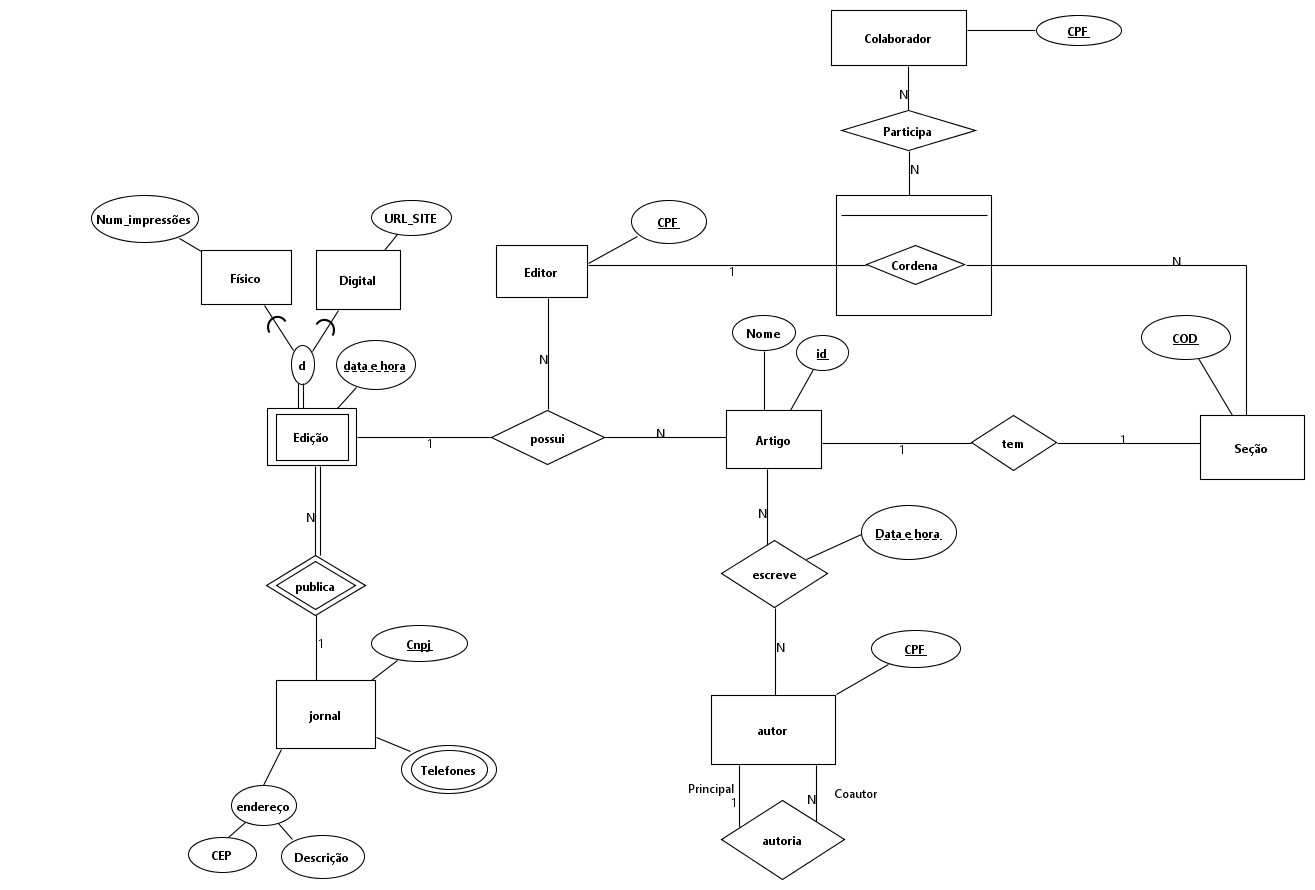 Colaborador
CPF
N
Participa
N
Num_impressões
URL_SITE
CPF
Físico
Digital
Editor
1
Cordena
N
d
data e hora
N
Nome
id
COD
Edição
1
possui
N
Artigo
1
tem
1
Seção
N
N
Data e hora
publica
escreve
1
Cnpj
N
CPF
jornal
autor
Telefones
Principal
1
N
Coautor
endereço
autoria
CEP
Descrição